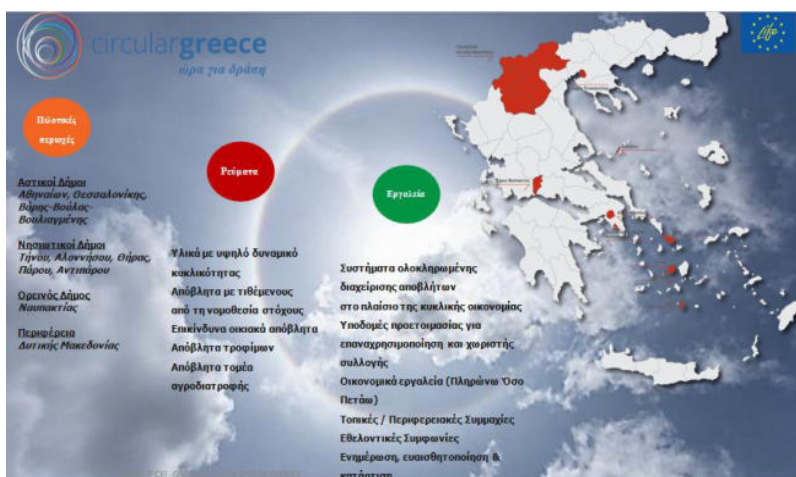 circulargreece
ώρα για δράση
Life
Πιλοτικές
περιοχές
Αστικοί Δήμοι
Αθηναίων, Θεσσαλονίκης,
Βάρης-Βούλας-
Βουλιαγμένης
Νησιωτικοί Δήμοι
Τήνου, Αλοννήσου, Θήρας,
Πάρου, Αντιπάρου
Ορεινός Δήμος
Ναυπακτίας
Περιφέρεια
Δυτικής Μακεδονίας
Ρεύματα
Υλικά με υψηλό δυναμικό
κυκλικότητας
Απόβλητα με τιθέμενους
από τη νομοθεσία στόχους
Επικίνδυνα οικιακά απόβλητα
Απόβλητα τροφίμων
Απόβλητα τομέα
αγροδιατροφής
Εργαλεία
Συστήματα ολοκληρωμένης
διαχείρισης αποβλήτων
στο πλαίσιο της κυκλικής οικονομίας
Υποδομές προετοιμασίας για
επαναχρησιμοποίηση και χωριστής
συλλογής
Οικονομικά εργαλεία (Πληρώνω Όσο
Πετάω)
Τοπικές / Περιφερειακές Συμμαχίες
Εθελοντικές Συμφωνίες
Ενημέρωση, ευαισθητοποίηση &
κατάρτιση